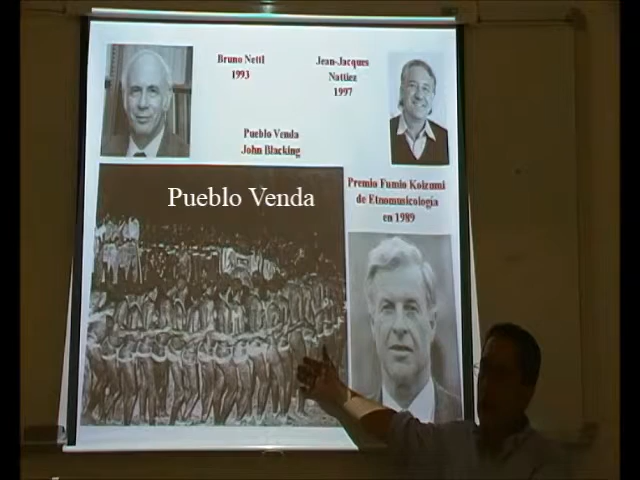 Bruno Nettl
1993
Jean-Jacques
Nattiez
1997
Pueblo Venda
John Blacking
Pueblo Venda
Premio Fumio Koizumi
de Etnomusicología
en 1989